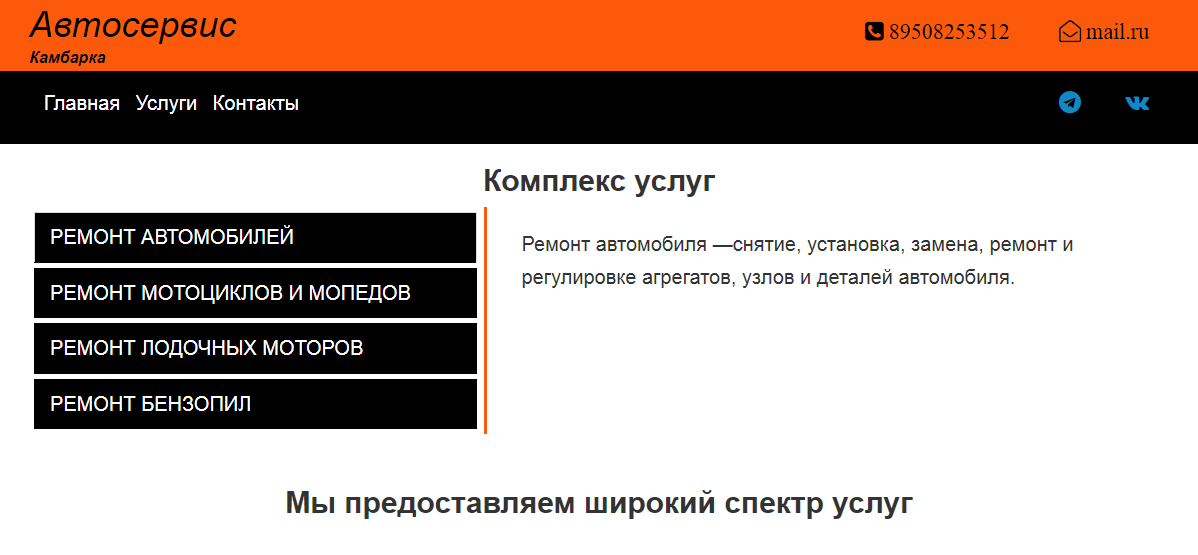 Автосервис
Камбарка
89508253512
mail.ru
Главная Услуги Контакты
Комплекс услуг
РЕМОНТ АВТОМОБИЛЕЙ
РЕМОНТ МОТОЦИКЛОВ И МОПЕДОВ
РЕМОНТ ЛОДОЧНЫХ МОТОРОВ
РЕМОНТ БЕНЗОПИЛ
Ремонт автомобиля —снятие, установка, замена, ремонт и
регулировке агрегатов, узлов и деталей автомобиля.
Мы предоставляем широкий спектр услуг